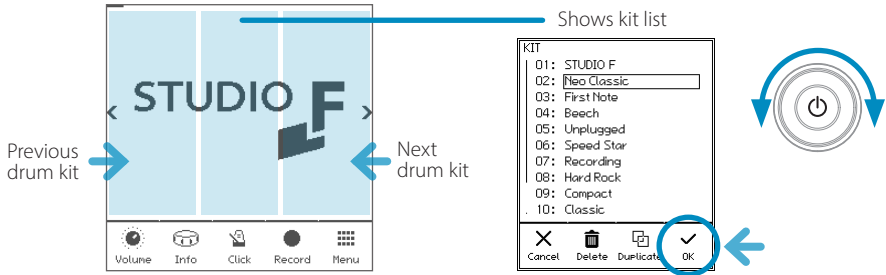 Shows kit list
STUDIO F
‹
›
Previous
drum kit
Next
drum kit
Volume
Info
Click
Record
Menu
KIT
01: STUDIO F
02: Neo Classic
03: First Note
04: Beech
05: Unplugged
06: Speed Star
07: Recording
08: Hard Rock
09: Compact
10: Classic
Cancel
Delete
Duplicate
OK